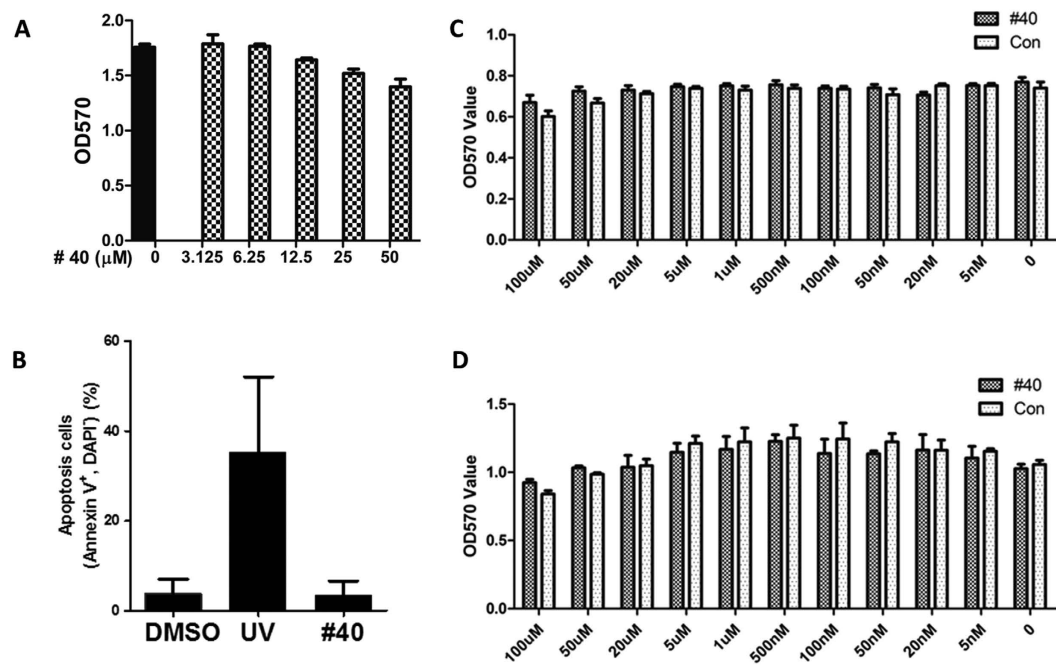 A
2.0
1.5
1.0
0.5
0.0
OD570
# 40 (μM) 0 3.125 6.25 12.5 25 50
B
60
40
20
0
Apoptosis cells
(Annexin V⁺, DAPI⁻) (%)
DMSO UV #40
C
#40
Con
1.0
0.8
0.6
0.4
0.2
0.0
OD570 Value
100uM 50uM 20uM 5uM 1uM 500nM 100nM 50nM 20nM 5nM 0
D
#40
Con
1.5
1.0
0.5
0.0
OD570 Value
100uM 50uM 20uM 5uM 1uM 500nM 100nM 50nM 20nM 5nM 0